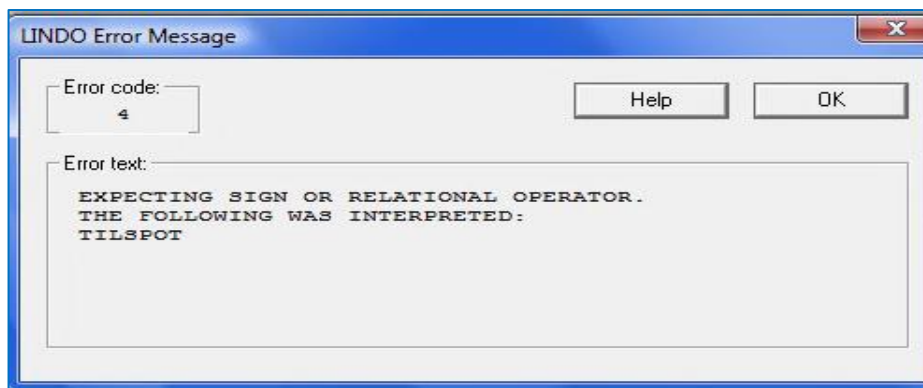 LINDO Error Message
Error code:
4
Help
OK
Error text:
EXPECTING SIGN OR RELATIONAL OPERATOR.
THE FOLLOWING WAS INTERPRETED:
TILSPOT